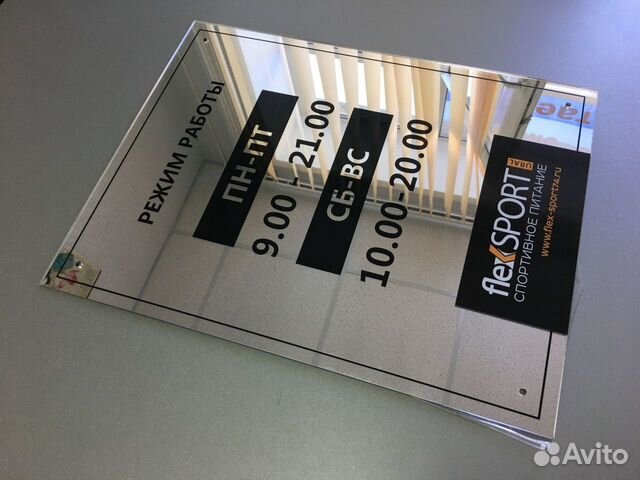 РЕЖИМ РАБОТЫ
ПН-ПТ
9.00 - 21.00
СБ-ВС
10.00-20.00
flexSPORT URAL
СПОРТИВНОЕ ПИТАНИЕ
www.flex-sport74.ru
Avito